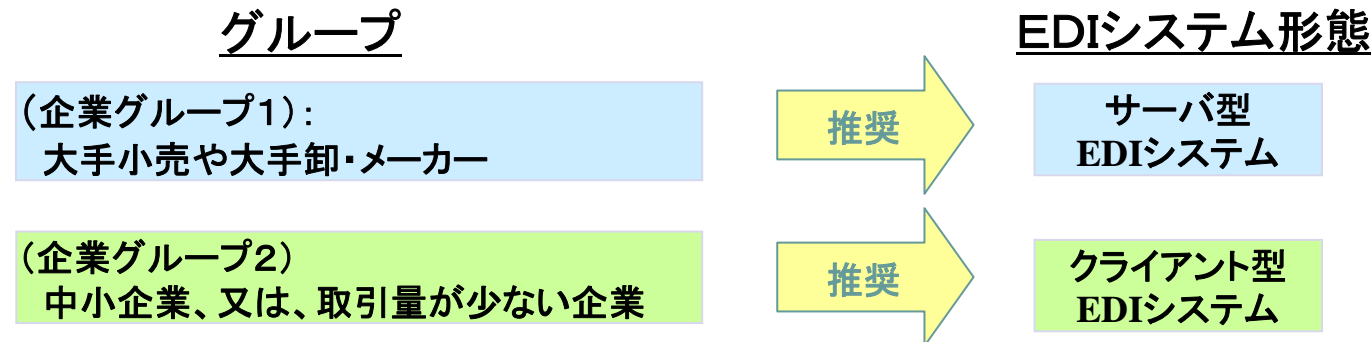 グループ
EDIシステム形態
(企業グループ1):
大手小売や大手卸・メーカー
推奨
サーバ型
EDIシステム
(企業グループ2)
中小企業、又は、取引量が少ない企業
推奨
クライアント型
EDIシステム